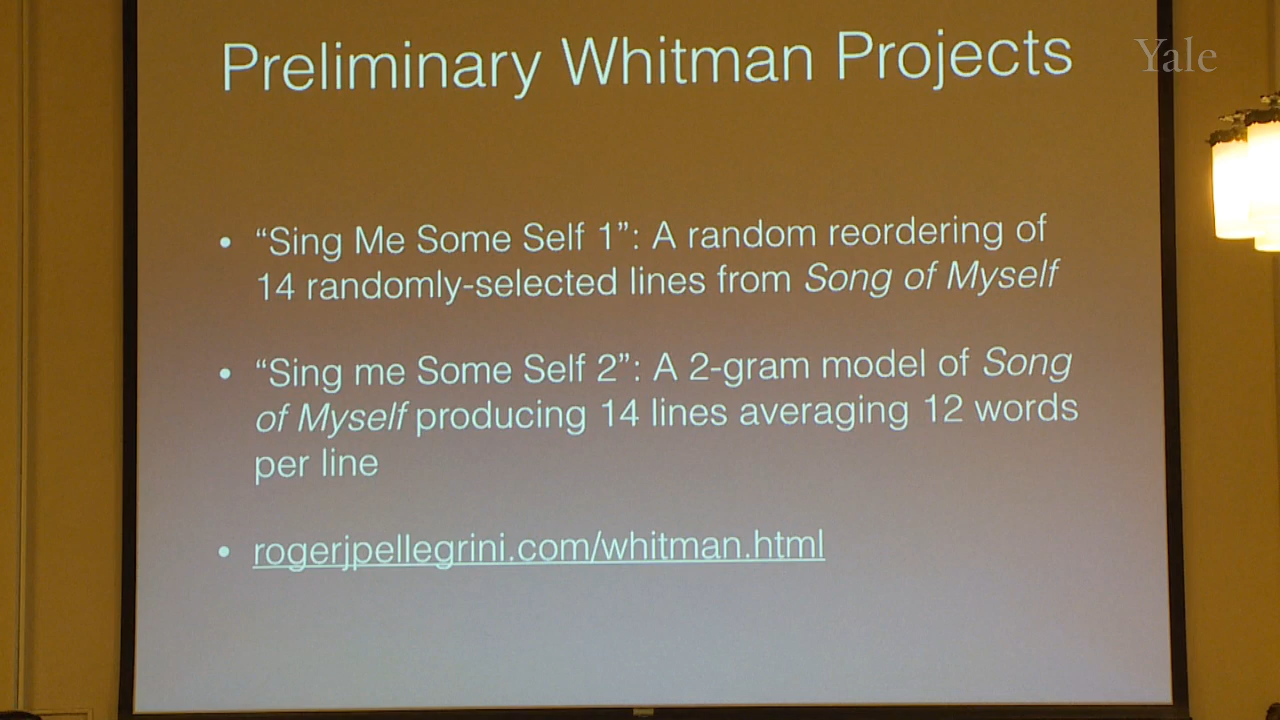 Preliminary Whitman Projects
Yale
• “Sing Me Some Self 1”: A random reordering of
14 randomly-selected lines from Song of Myself
• “Sing me Some Self 2”: A 2-gram model of Song
of Myself producing 14 lines averaging 12 words
per line
• rogerjpellegrini.com/whitman.html